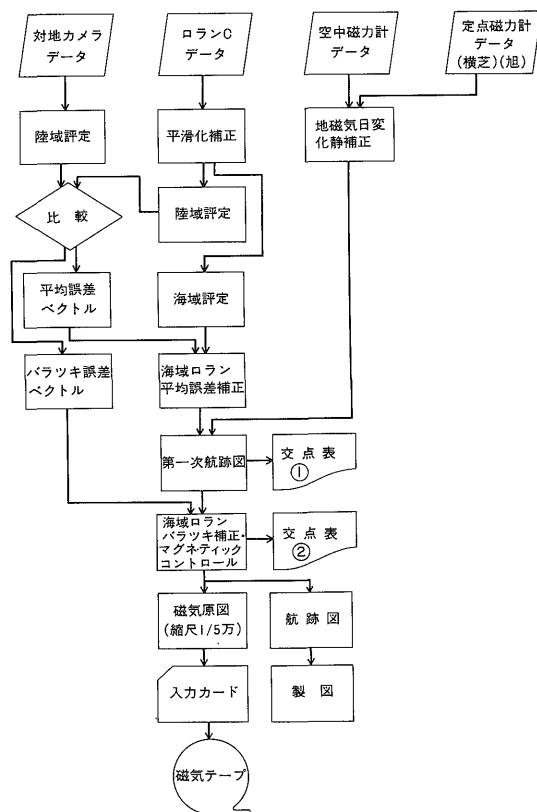 対地カメラ
データ
ロランC
データ
空中磁力計
データ
定点磁力計
データ
(横芝)(旭)
陸域評定
平滑化補正
地磁気日変
化静補正
比較
陸域評定
平均誤差
ベクトル
海域評定
バラツキ誤差
ベクトル
海域ロラン
平均誤差補正
第一次航跡図
交点表
①
海域ロラン
バラツキ補正・
マグネティック
コントロール
交点表
②
磁気原図
(縮尺1/5万)
航跡図
入力カード
製図
磁気テープ